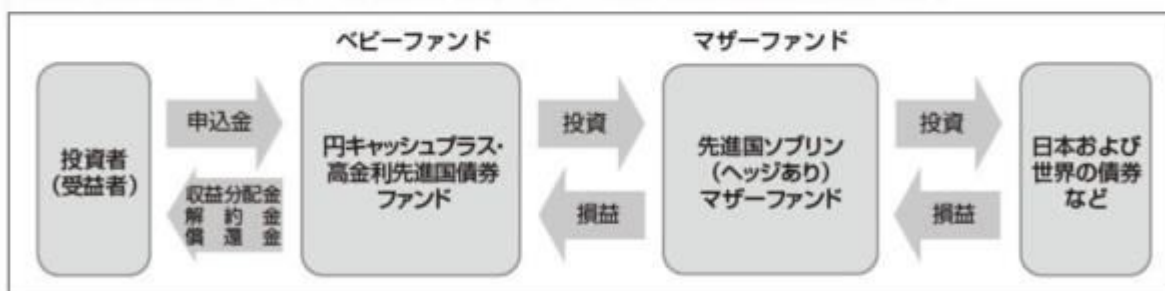 ベビーファンド
マザーファンド
投資者
(受益者)
申込金
収益分配金
解約金
償還金
円キャッシュプラス・
高金利先進国債券
ファンド
投資
損益
先進国ソブリン
(ヘッジあり)
マザーファンド
投資
損益
日本および
世界の債券
など